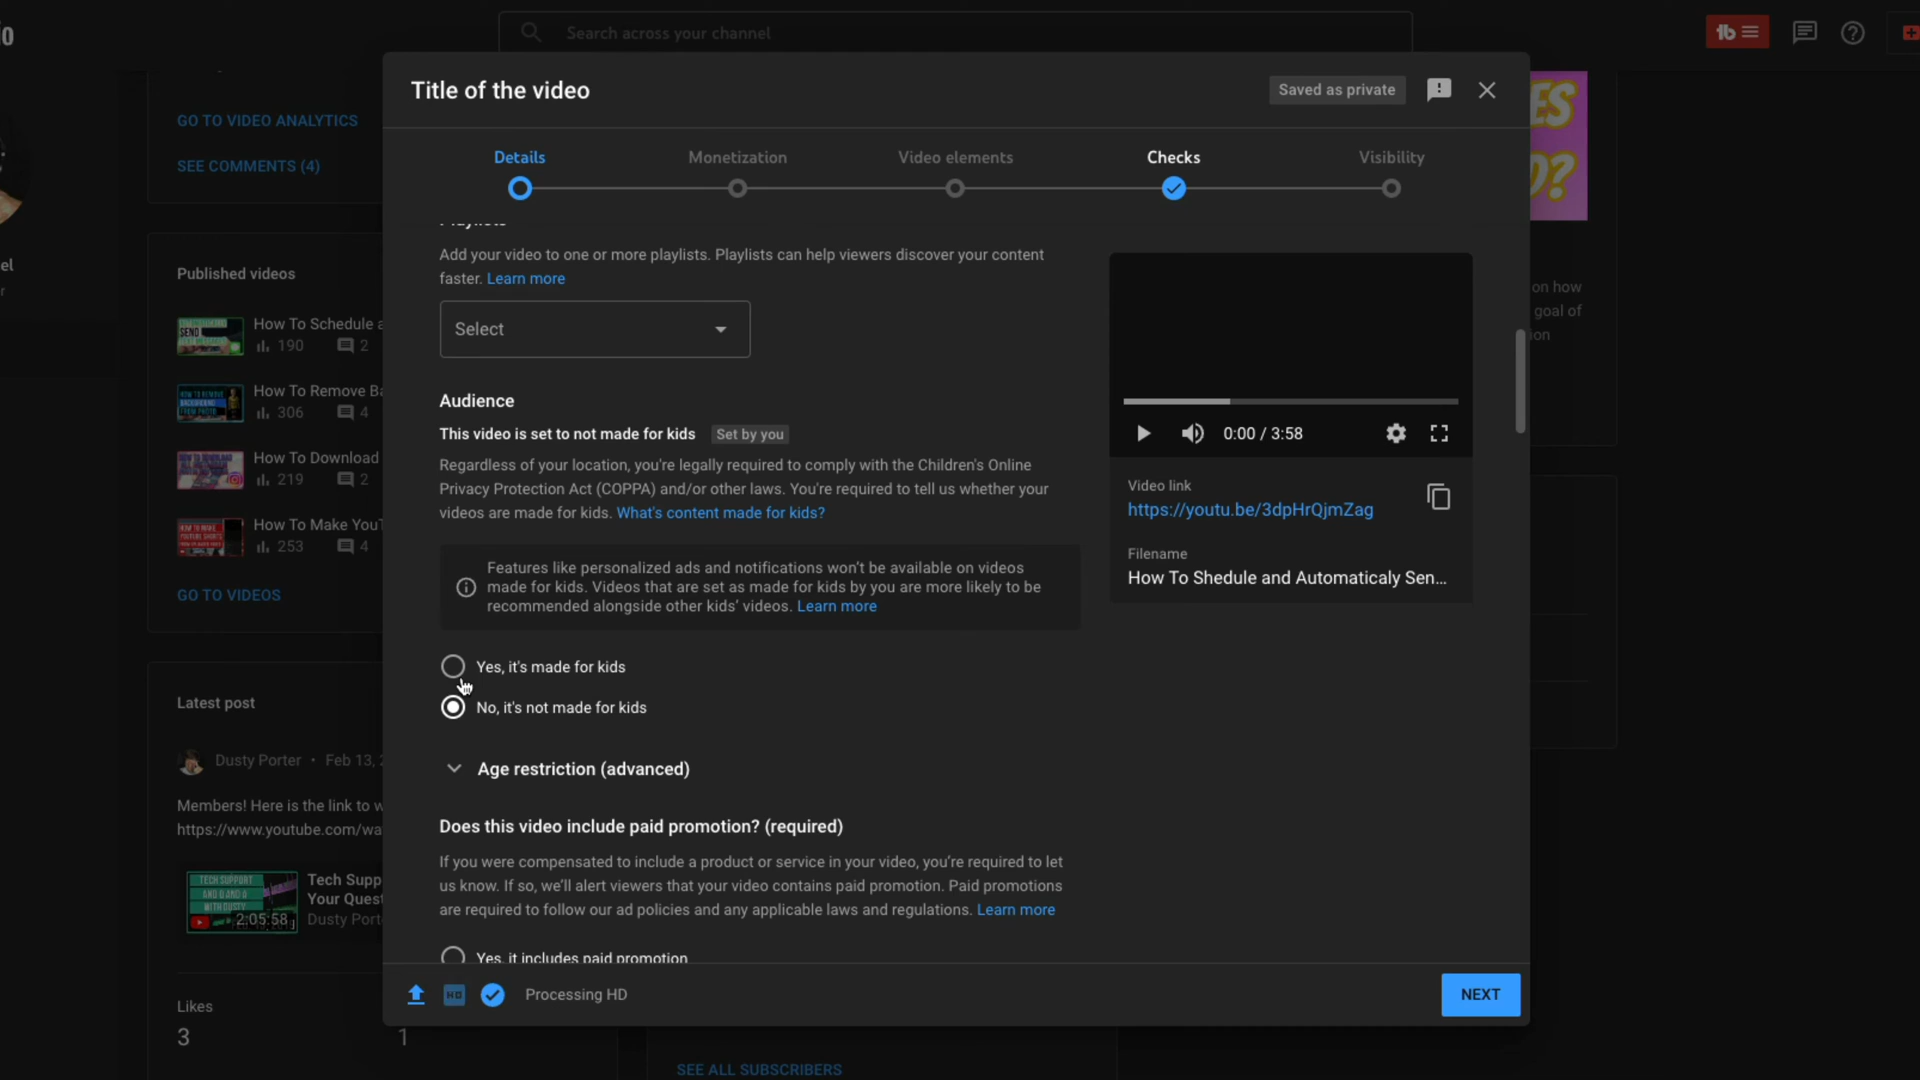 Search across your channel
Title of the video
Saved as private
Details
Monetization
Video elements
Checks
Visibility
GO TO VIDEO ANALYTICS
SEE COMMENTS (4)
Published videos
How To Schedule a
190
2
How To Remove Ba
306
4
How To Download
219
2
How To Make You
253
4
GO TO VIDEOS
Latest post
Dusty Porter • Feb 13,
Members! Here is the link to w
https://www.youtube.com/wa
TECH SUPPORT
AND Q AND A
WITH DUSTY
2:05:58
Tech Supp
Your Quest
Dusty Port
Likes
3
1
Add your video to one or more playlists. Playlists can help viewers discover your content
faster. Learn more
Select
Audience
This video is set to not made for kids
Set by you
Regardless of your location, you're legally required to comply with the Children's Online
Privacy Protection Act (COPPA) and/or other laws. You're required to tell us whether your
videos are made for kids. What's content made for kids?
Features like personalized ads and notifications won't be available on videos
made for kids. Videos that are set as made for kids by you are more likely to be
recommended alongside other kids' videos. Learn more
Yes, it's made for kids
No, it's not made for kids
Age restriction (advanced)
Does this video include paid promotion? (required)
If you were compensated to include a product or service in your video, you're required to let
us know. If so, we'll alert viewers that your video contains paid promotion. Paid promotions
are required to follow our ad policies and any applicable laws and regulations. Learn more
Yes, it includes paid promotion
0:00 / 3:58
Video link
https://youtu.be/3dpHrQjmZag
Filename
How To Shedule and Automaticaly Sen...
HD
Processing HD
NEXT
on how
goal of
ion
SEE ALL SUBSCRIBERS